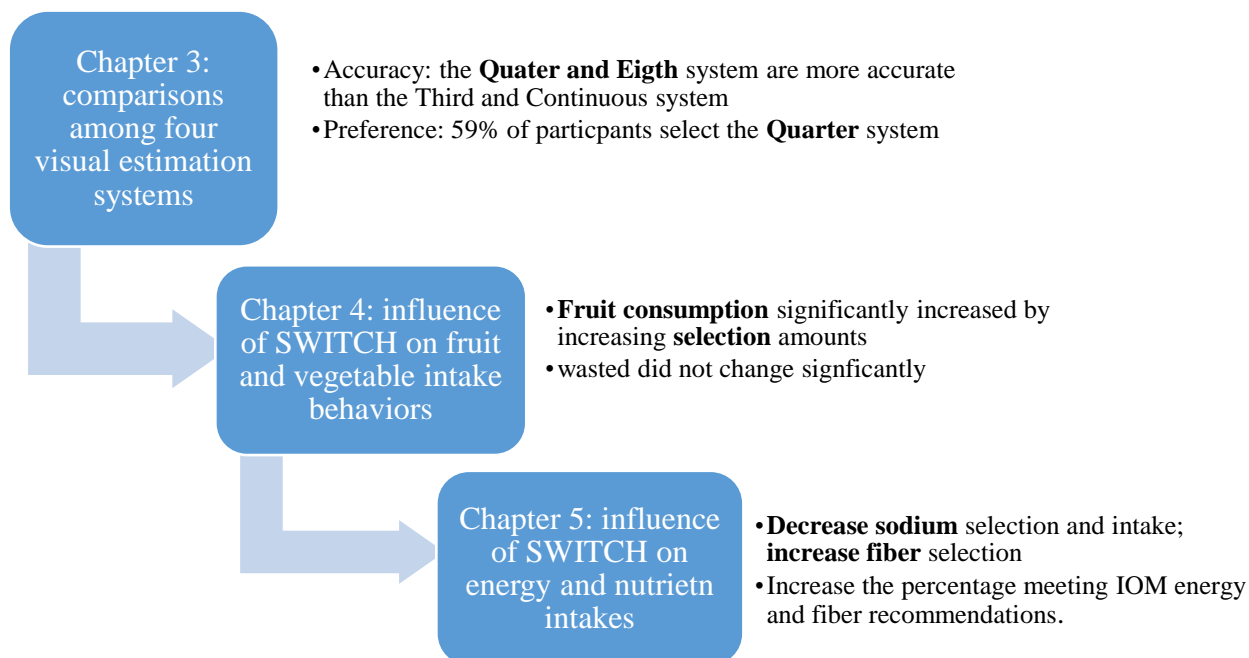 Chapter 3:
comparisons
among four
visual estimation
systems
•Accuracy: the Quater and Eigth system are more accurate
than the Third and Continuous system
•Preference: 59% of particpants select the Quarter system
Chapter 4: influence
of SWITCH on fruit
and vegetable intake
behaviors
•Fruit consumption significantly increased by
increasing selection amounts
•wasted did not change signficantly
Chapter 5: influence
of SWITCH on
energy and nutrietn
intakes
•Decrease sodium selection and intake;
increase fiber selection
•Increase the percentage meeting IOM energy
and fiber recommendations.